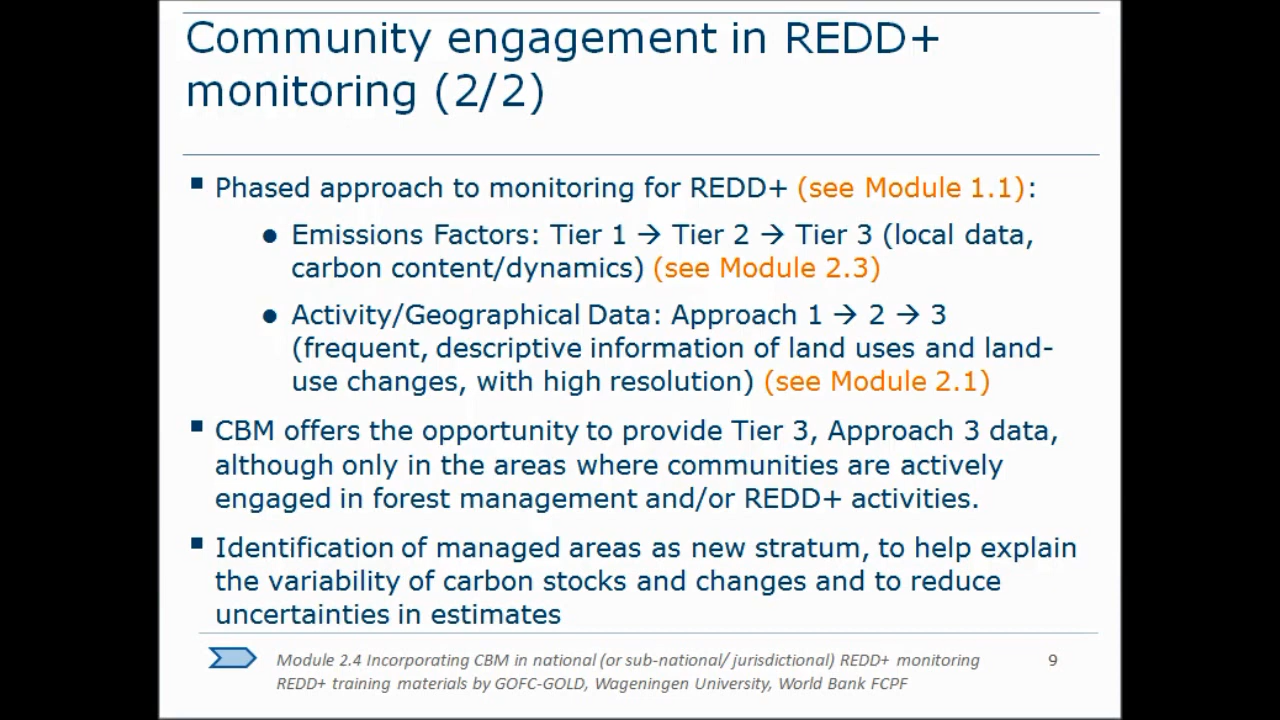 Community engagement in REDD+
monitoring (2/2)
▪ Phased approach to monitoring for REDD+ (see Module 1.1):
● Emissions Factors: Tier 1 → Tier 2 → Tier 3 (local data,
carbon content/dynamics) (see Module 2.3)
● Activity/Geographical Data: Approach 1 → 2 → 3
(frequent, descriptive information of land uses and land-
use changes, with high resolution) (see Module 2.1)
▪ CBM offers the opportunity to provide Tier 3, Approach 3 data,
although only in the areas where communities are actively
engaged in forest management and/or REDD+ activities.
▪ Identification of managed areas as new stratum, to help explain
the variability of carbon stocks and changes and to reduce
uncertainties in estimates
Module 2.4 Incorporating CBM in national (or sub-national/ jurisdictional) REDD+ monitoring
REDD+ training materials by GOFC-GOLD, Wageningen University, World Bank FCPF
9